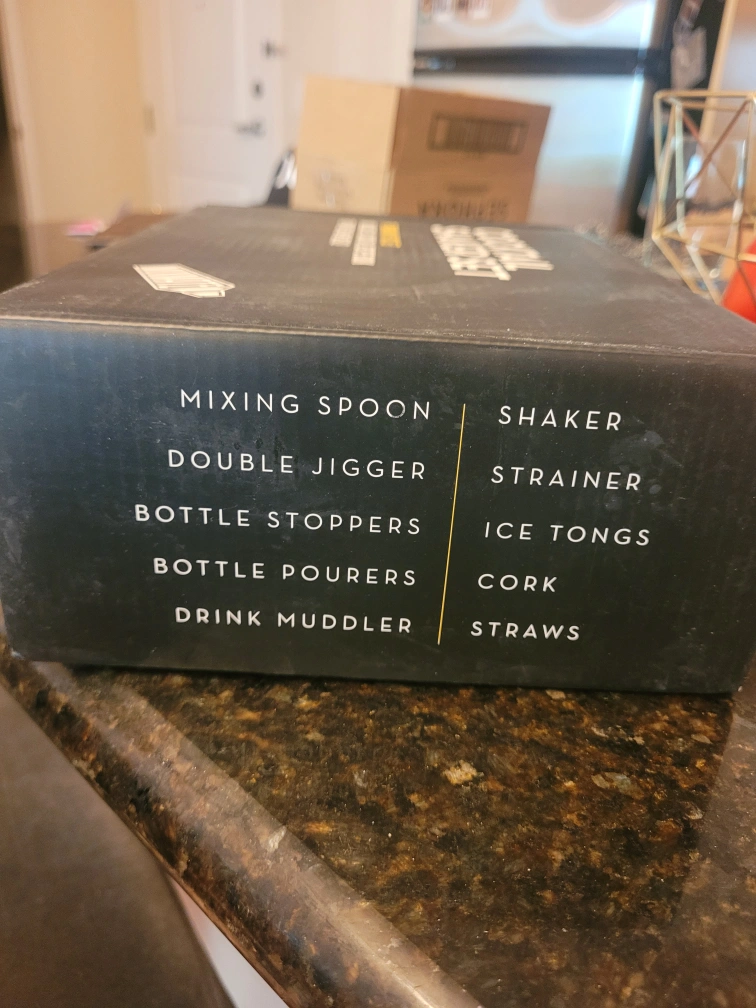 MIXING SPOON
DOUBLE JIGGER
BOTTLE STOPPERS
BOTTLE POURERS
DRINK MUDDLER
SHAKER
STRAINER
ICE TONGS
CORK
STRAWS